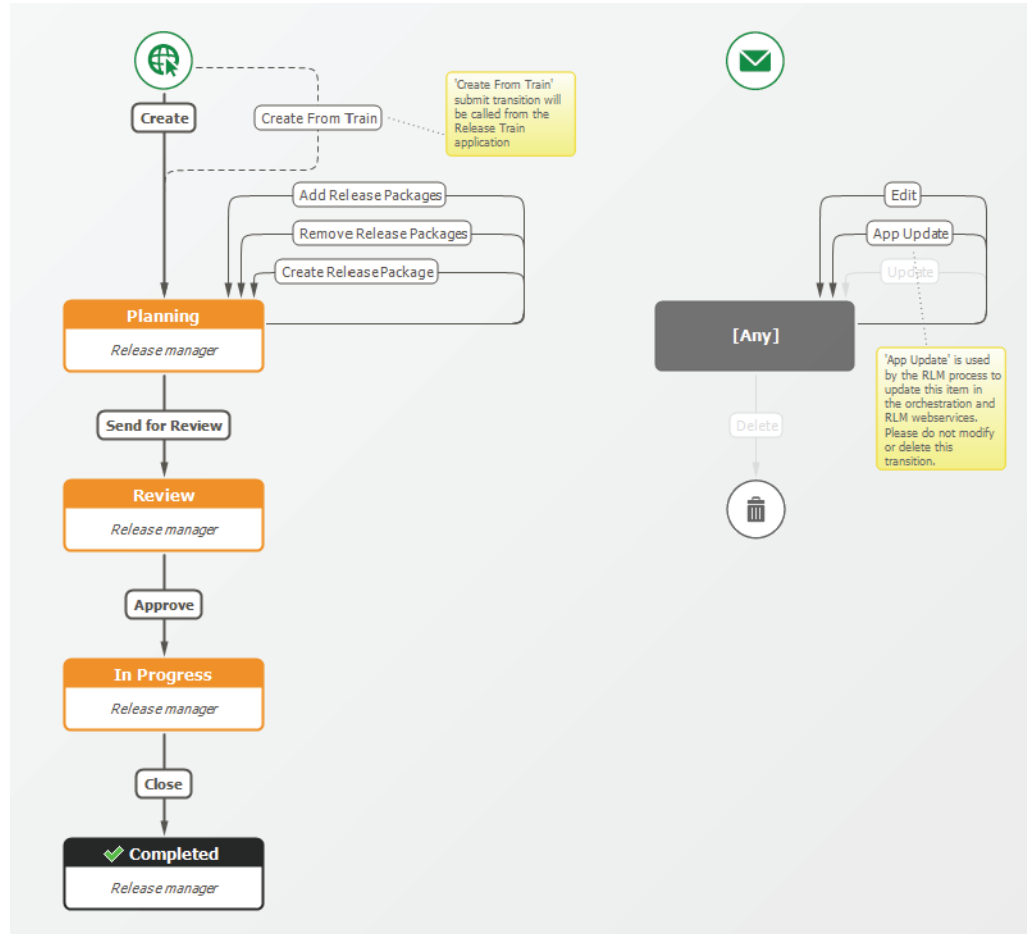 Create
Create From Train
'Create From Train'
submit transition will
be called from the
Release Train
application
Add Release Packages
Remove Release Packages
Create Release Package
Planning
Release manager
Send for Review
Review
Release manager
Approve
In Progress
Release manager
Close
Completed
Release manager
Edit
App Update
Update
[Any]
'App Update' is used
by the RLM process to
update this item in
the orchestration and
RLM webservices.
Please do not modify
or delete this
transition.
Delete